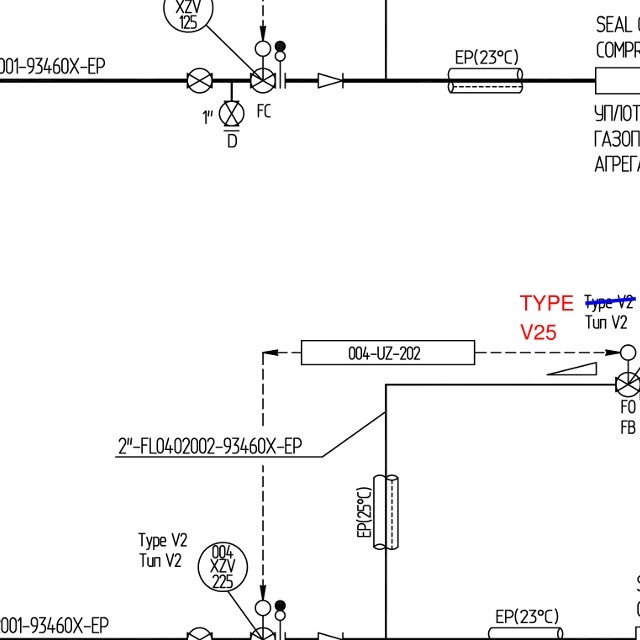 XZV
125
001-93460X-EP
1"
D
FC
EP(23°C)
SEAL
COMPR
УПЛОТ
ГАЗОП
АГРЕГА
TYPE
V25
Type V2
Тип V2
004-UZ-202
FO
FB
2"-FL0402002-93460X-EP
EP(25°C)
Type V2
Тип V2
004
XZV
225
2001-93460X-EP
EP(23°C)